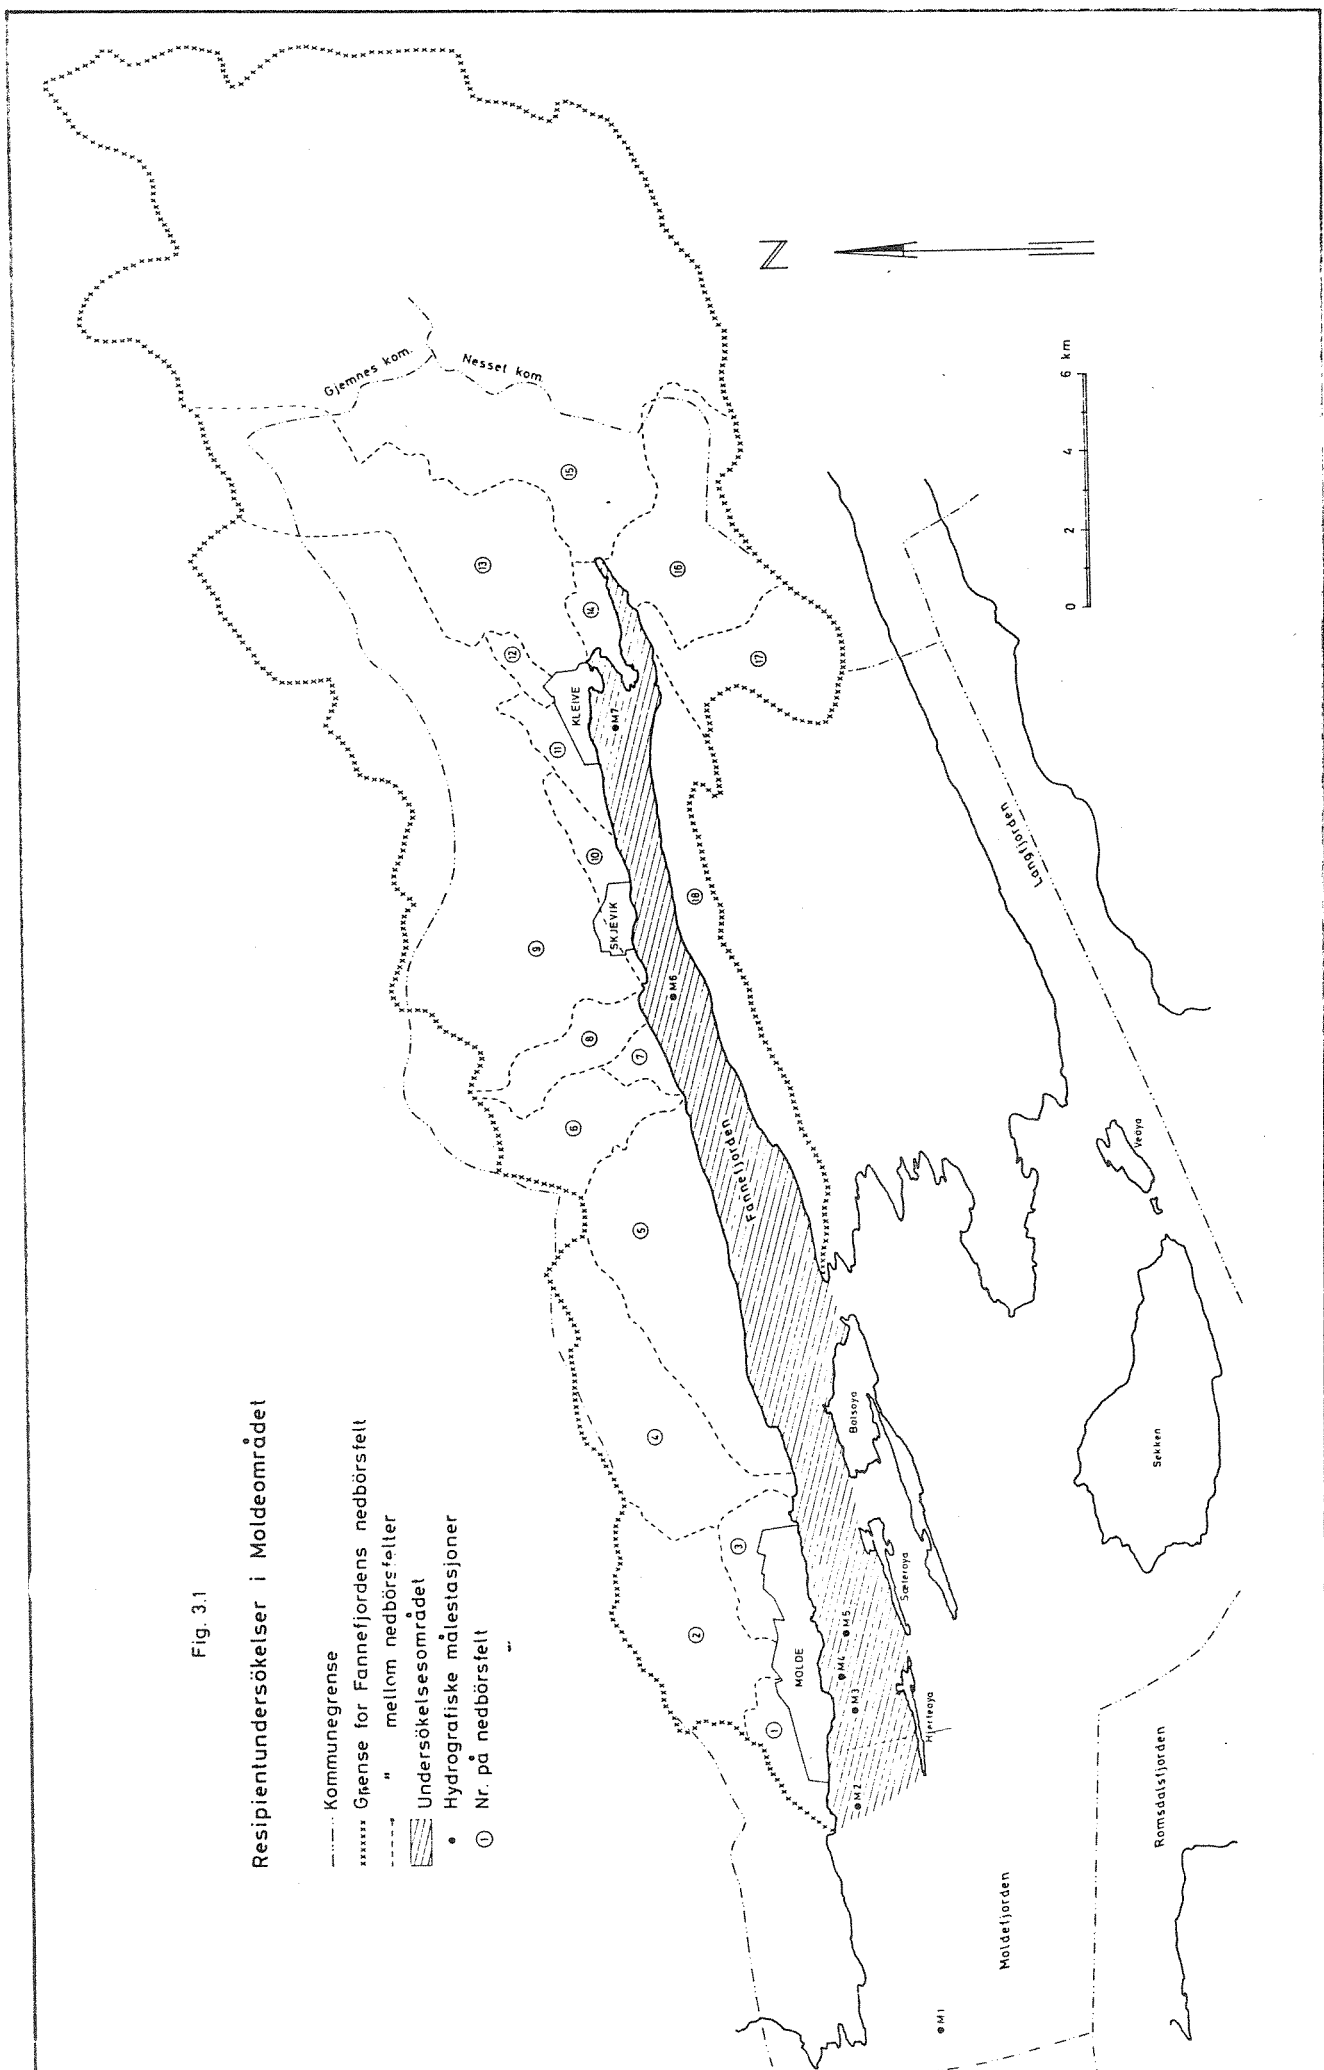 Fig. 3.1
Resipientundersökelser i Moldeområdet
Kommunegrense
Grense for Fannefjordens nedbörsfelt
" mellom nedbörsfelter
Undersökelsesområdet
Hydrografiske målestasjoner
① Nr. på nedbörsfelt
Gjemnes kom.
Nesset kom.
N
0 2 4 6 km
15
13
16
14
12
17
KLEIVE
M7
11
10
18
SKJEVIK
9
M6
8
7
6
5
Fannefjorden
Langfjorden
Veøya
4
Bolsøya
Sekken
3
2
Sæterøya
M5
MOLDE
M4
M3
1
Hjertøya
M2
Moldefjorden
Romsdalsfjorden
M1